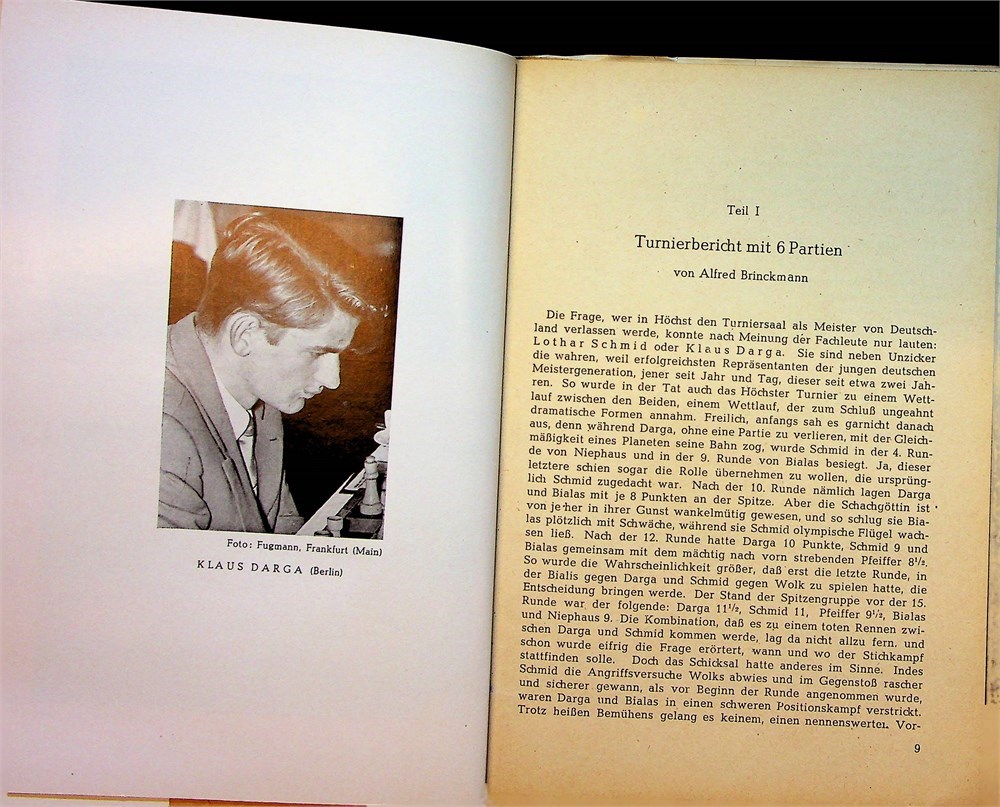 Foto: Fugmann, Frankfurt (Main)
KLAUS DARGA (Berlin)
Teil I
Turnierbericht mit 6 Partien
von Alfred Brinckmann
Die Frage, wer in Höchst den Turniersaal als Meister von Deutsch-
land verlassen werde, konnte nach Meinung der Fachleute nur lauten:
Lothar Schmid oder Klaus Darga. Sie sind neben Unzicker
die wahren, weil erfolgreichsten Repräsentanten der jungen deutschen
Meistergeneration, jener seit Jahr und Tag, dieser seit etwa zwei Jah-
ren. So wurde in der Tat auch das Höchster Turnier zu einem Wett-
lauf zwischen den Beiden, einem Wettlauf, der zum Schluß ungeahnt
dramatische Formen annahm. Freilich, anfangs sah es garnicht danach
aus, denn während Darga, ohne eine Partie zu verlieren, mit der Gleich-
mäßigkeit eines Planeten seine Bahn zog, wurde Schmid in der 4. Run-
de von Niephaus und in der 9. Runde von Bialas besiegt. Ja, dieser
letztere schien sogar die Rolle übernehmen zu wollen, die ursprüng-
lich Schmid zugedacht war. Nach der 10. Runde nämlich lagen Darga
und Bialas mit je 8 Punkten an der Spitze. Aber die Schachgöttin ist
von jeher in ihrer Gunst wankelmütig gewesen, und so schlug sie Bia-
las plötzlich mit Schwäche, während sie Schmid olympische Flügel wach-
sen ließ. Nach der 12. Runde hatte Darga 10 Punkte, Schmid 9 und
Bialas gemeinsam mit dem mächtig nach vorn strebenden Pfeiffer 8½.
So wurde die Wahrscheinlichkeit größer, daß erst die letzte Runde, in
der Bialis gegen Darga und Schmid gegen Wolk zu spielen hatte, die
Entscheidung bringen werde. Der Stand der Spitzengruppe vor der 15.
Runde war der folgende: Darga 11½, Schmid 11, Pfeiffer 9½, Bialas
und Niephaus 9. Die Kombination, daß es zu einem toten Rennen zwi-
schen Darga und Schmid kommen werde, lag da nicht allzu fern, und
schon wurde eifrig die Frage erörtert, wann und wo der Stichkampf
stattfinden solle. Doch das Schicksal hatte anderes im Sinne. Indes
Schmid die Angriffsversuche Wolks abwies und im Gegenstoß rascher
und sicherer gewann, als vor Beginn der Runde angenommen wurde,
waren Darga und Bialas in einen schweren Positionskampf verstrickt.
Trotz heißen Bemühens gelang es keinem, einen nennenswerten Vor-
9